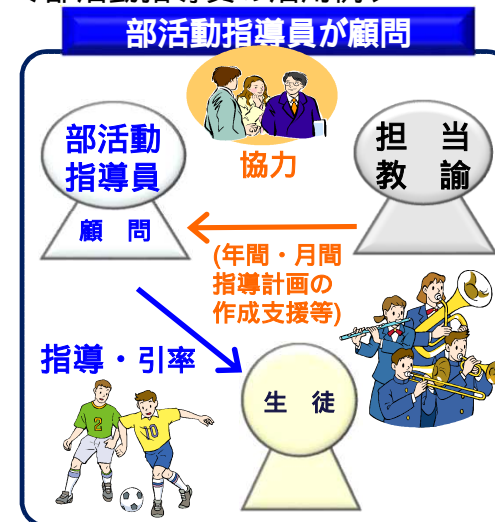 部活動指導員が顧問
部活動
指導員
顧 問
協力
担 当
教 諭
(年間・月間
指導計画の
作成支援等)
指導・引率
2
10
生 徒